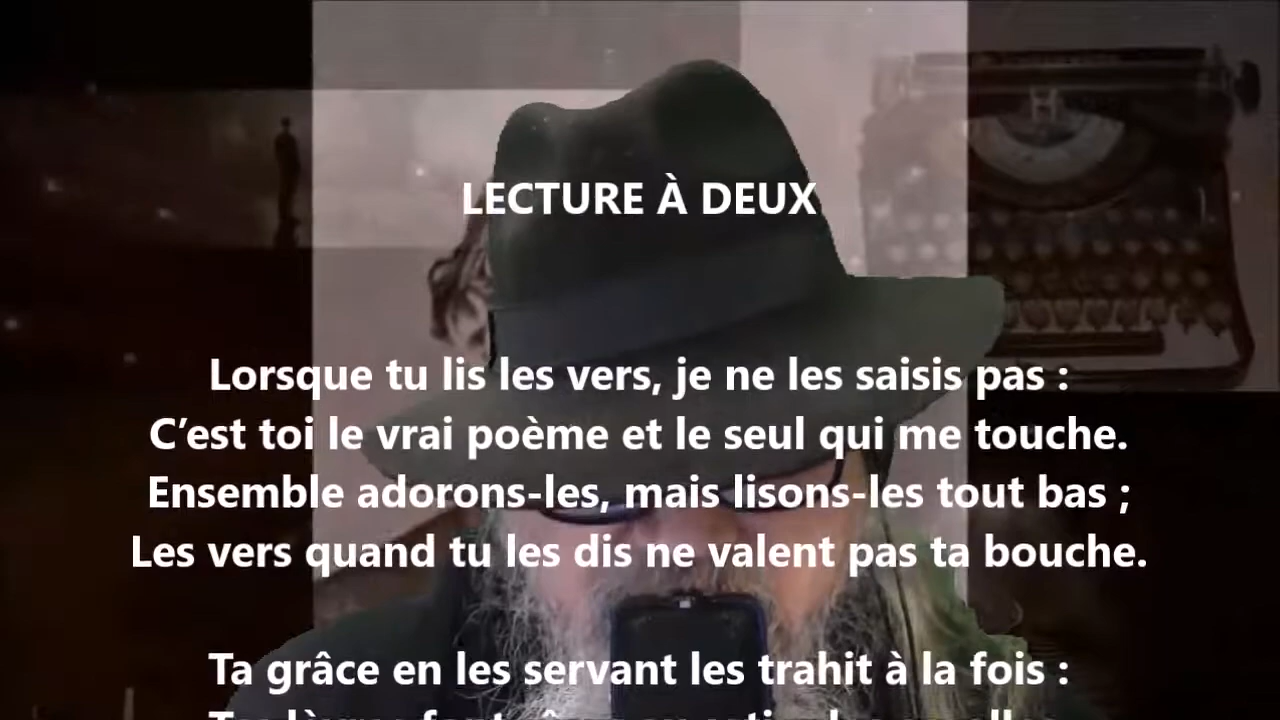 LECTURE À DEUX
Lorsque tu lis les vers, je ne les saisis pas :
C’est toi le vrai poème et le seul qui me touche.
Ensemble adorons-les, mais lisons-les tout bas ;
Les vers quand tu les dis ne valent pas ta bouche.
Ta grâce en les servant les trahit à la fois :